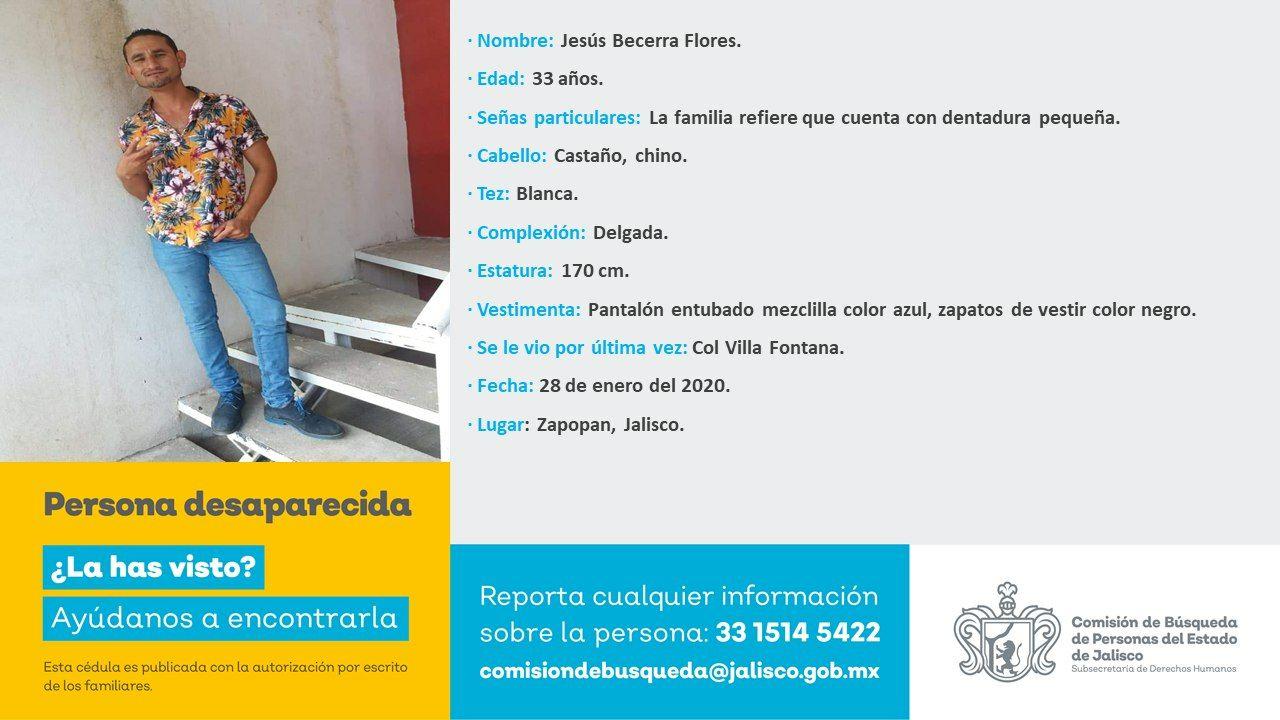 · Nombre: Jesús Becerra Flores.
· Edad: 33 años.
· Señas particulares: La familia refiere que cuenta con dentadura pequeña.
· Cabello: Castaño, chino.
· Tez: Blanca.
· Complexión: Delgada.
· Estatura: 170 cm.
· Vestimenta: Pantalón entubado mezclilla color azul, zapatos de vestir color negro.
· Se le vio por última vez: Col Villa Fontana.
· Fecha: 28 de enero del 2020.
· Lugar: Zapopan, Jalisco.
Persona desaparecida
¿La has visto?
Ayúdanos a encontrarla
Esta cédula es publicada con la autorización por escrito
de los familiares.
Reporta cualquier información
sobre la persona: 33 1514 5422
comisiondebusqueda@jalisco.gob.mx
Comisión de Búsqueda
de Personas del Estado
de Jalisco
Subsecretaría de Derechos Humanos